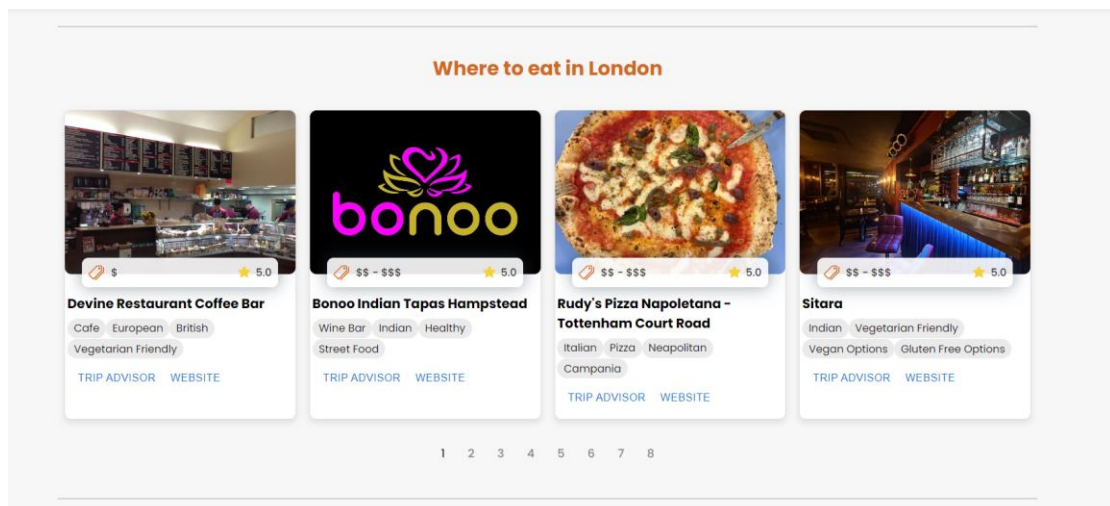 Where to eat in London
bonoo
$
5.0
Devine Restaurant Coffee Bar
Cafe European British
Vegetarian Friendly
TRIP ADVISOR WEBSITE
$$ - $$$
5.0
Bonoo Indian Tapas Hampstead
Wine Bar Indian Healthy
Street Food
TRIP ADVISOR WEBSITE
$$ - $$$
5.0
Rudy's Pizza Napoletana -
Tottenham Court Road
Italian Pizza Neapolitan
Campania
TRIP ADVISOR WEBSITE
$$ - $$$
5.0
Sitara
Indian Vegetarian Friendly
Vegan Options Gluten Free Options
TRIP ADVISOR WEBSITE
1 2 3 4 5 6 7 8